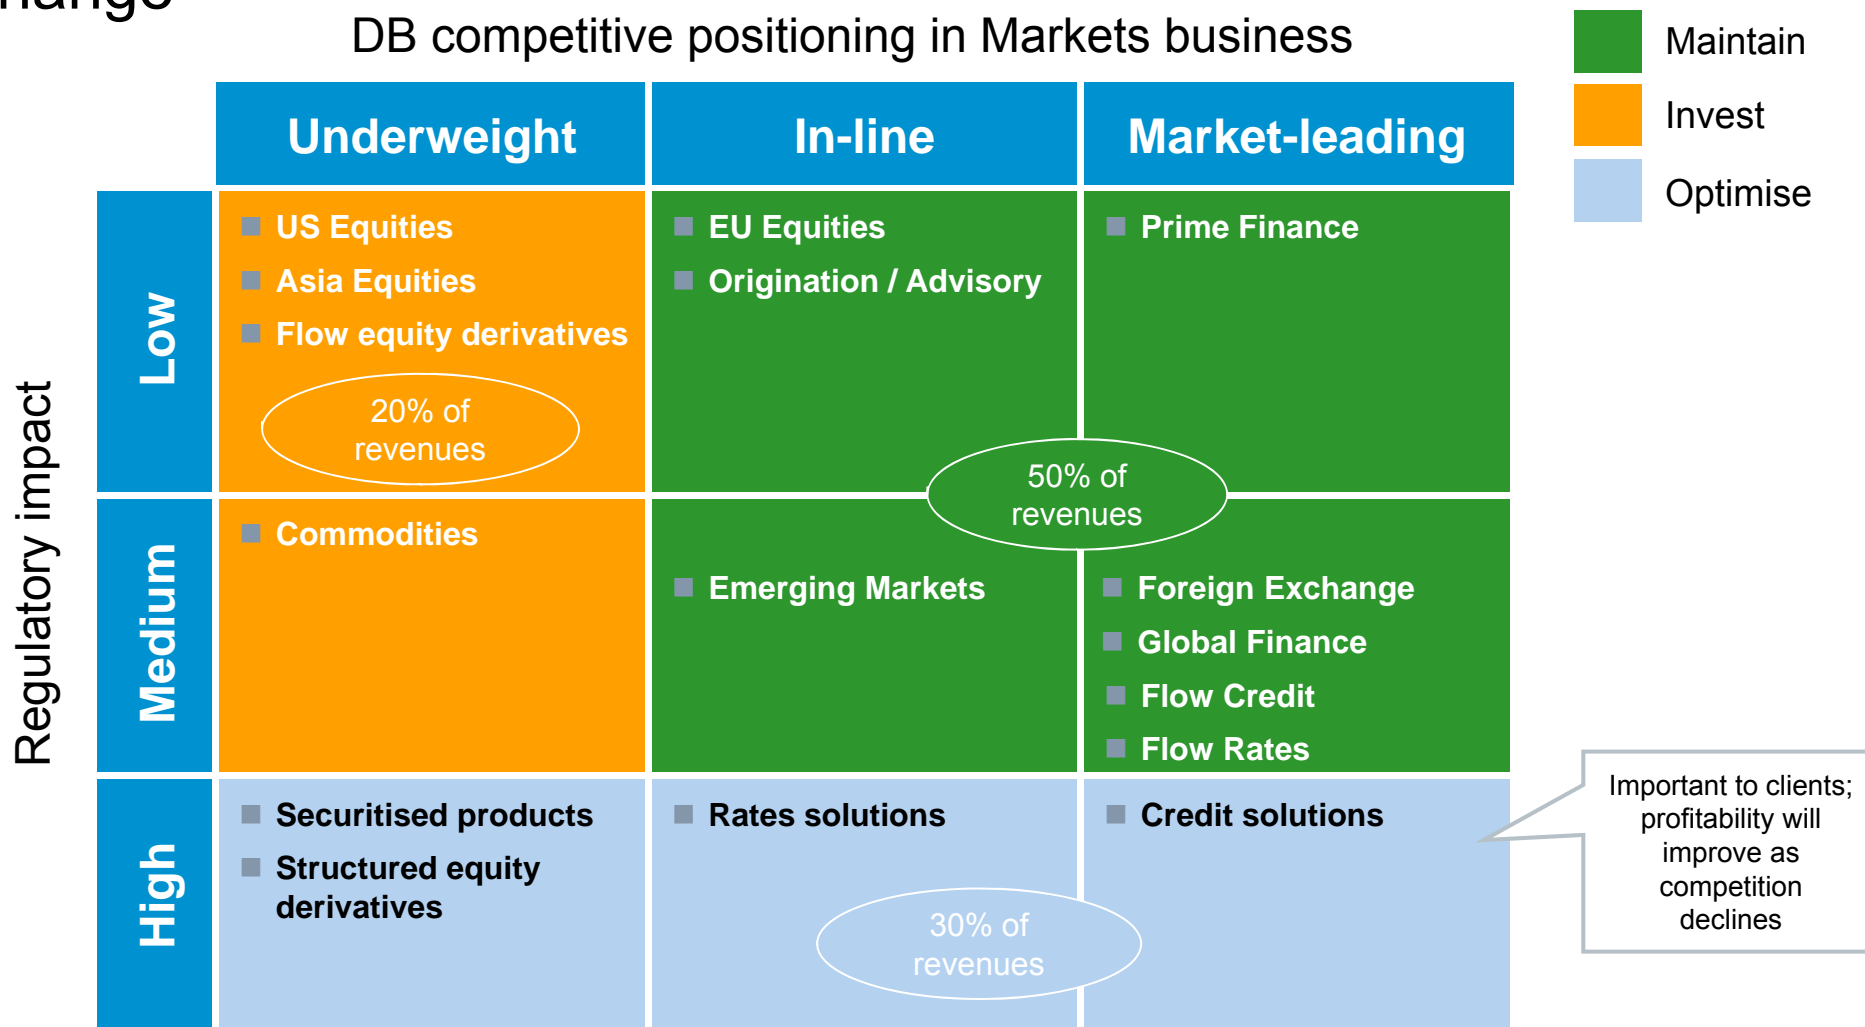 DB competitive positioning in Markets business
Maintain
Invest
Optimise
Underweight
In-line
Market-leading
Regulatory impact
Low
US Equities
Asia Equities
Flow equity derivatives
20% of
revenues
EU Equities
Origination / Advisory
Prime Finance
50% of
revenues
Medium
Commodities
Emerging Markets
Foreign Exchange
Global Finance
Flow Credit
Flow Rates
High
Securitised products
Structured equity
derivatives
Rates solutions
Credit solutions
30% of
revenues
Important to clients;
profitability will
improve as
competition
declines